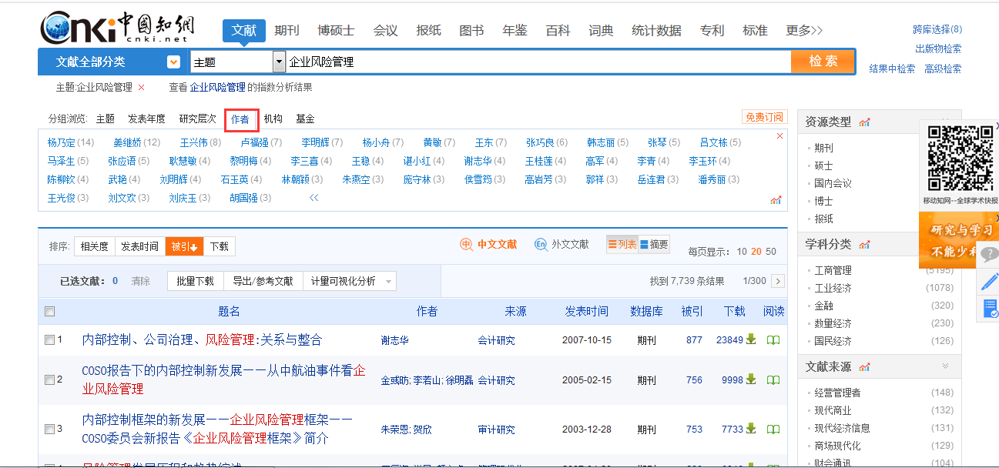 cnki 中国知網
cnki.net
文献 期刊 博硕士 会议 报纸 图书 年鉴 百科 词典 统计数据 专利 标准 更多>>
跨库选择(8)
出版物检索
文献全部分类 主题 企业风险管理 检索
结果中检索 高级检索
主题:企业风险管理 × 查看 企业风险管理 的指数分析结果
分组浏览: 主题 发表年度 研究层次 作者 机构 基金 免费订阅
杨乃定(14) 姜继娇(12) 王兴伟(8) 卢福强(7) 李明辉(7) 杨小舟(7) 黄敏(7) 王东(7) 张巧良(6) 韩志丽(5) 张琴(5) 吕文栋(5)
马泽生(5) 张应语(5) 耿慧敏(4) 黎明梅(4) 李三喜(4) 王稳(4) 谌小红(4) 谢志华(4) 王桂莲(4) 高军(4) 李青(4) 李玉环(4)
陈柳钦(4) 武艳(4) 刘明辉(4) 石玉英(4) 林朝颖(3) 朱燕空(3) 庞守林(3) 侯雪筠(3) 高岩芳(3) 郭祥(3) 岳连君(3) 潘秀丽(3)
王光俊(3) 刘文欢(3) 刘庆玉(3) 胡国强(3) <<
排序: 相关度 发表时间 被引 下载 中 中文文献 En 外文文献 列表 摘要 每页显示: 10 20 50
已选文献: 0 清除 批量下载 导出/参考文献 计量可视化分析 找到 7,739 条结果 1/300 >
题名 作者 来源 发表时间 数据库 被引 下载 阅读
1 内部控制、公司治理、风险管理:关系与整合 谢志华 会计研究 2007-10-15 期刊 877 23849
2 COSO报告下的内部控制新发展——从中航油事件看企
业风险管理 金彧昉; 李若山; 徐明磊 会计研究 2005-02-15 期刊 756 9998
3 内部控制框架的新发展——企业风险管理框架——
COSO委员会新报告《企业风险管理框架》简介 朱荣恩; 贺欣 审计研究 2003-12-28 期刊 753 7733
资源类型
期刊
硕士
国内会议
博士
报纸
学科分类
工商管理 (5195)
工业经济 (1078)
金融 (320)
数量经济 (230)
国民经济 (126)
文献来源
经营管理者 (148)
现代商业 (132)
现代经济信息 (131)
商场现代化 (129)
财会通讯 (104)
移动知网--全球学术快报
研究与学习
不能少